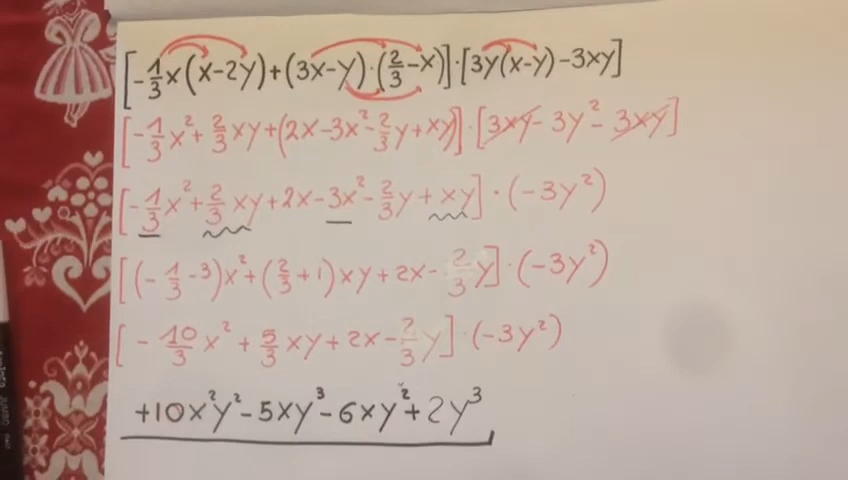 [-1/3x(x-2y)+(3x-y)·(2/3-x)]·[3y(x-y)-3xy]
[-1/3x²+2/3xy+(2x-3x²-2/3y+xy)]·[3xy-3y²-3xy]
[-1/3x²+2/3xy+2x-3x²-2/3y+xy]·(-3y²)
[(-1/3-3)x²+(2/3+1)xy+2x-2/3y]·(-3y²)
[-10/3x²+5/3xy+2x-2/3y]·(-3y²)
+10x²y²-5xy³-6xy²+2y³